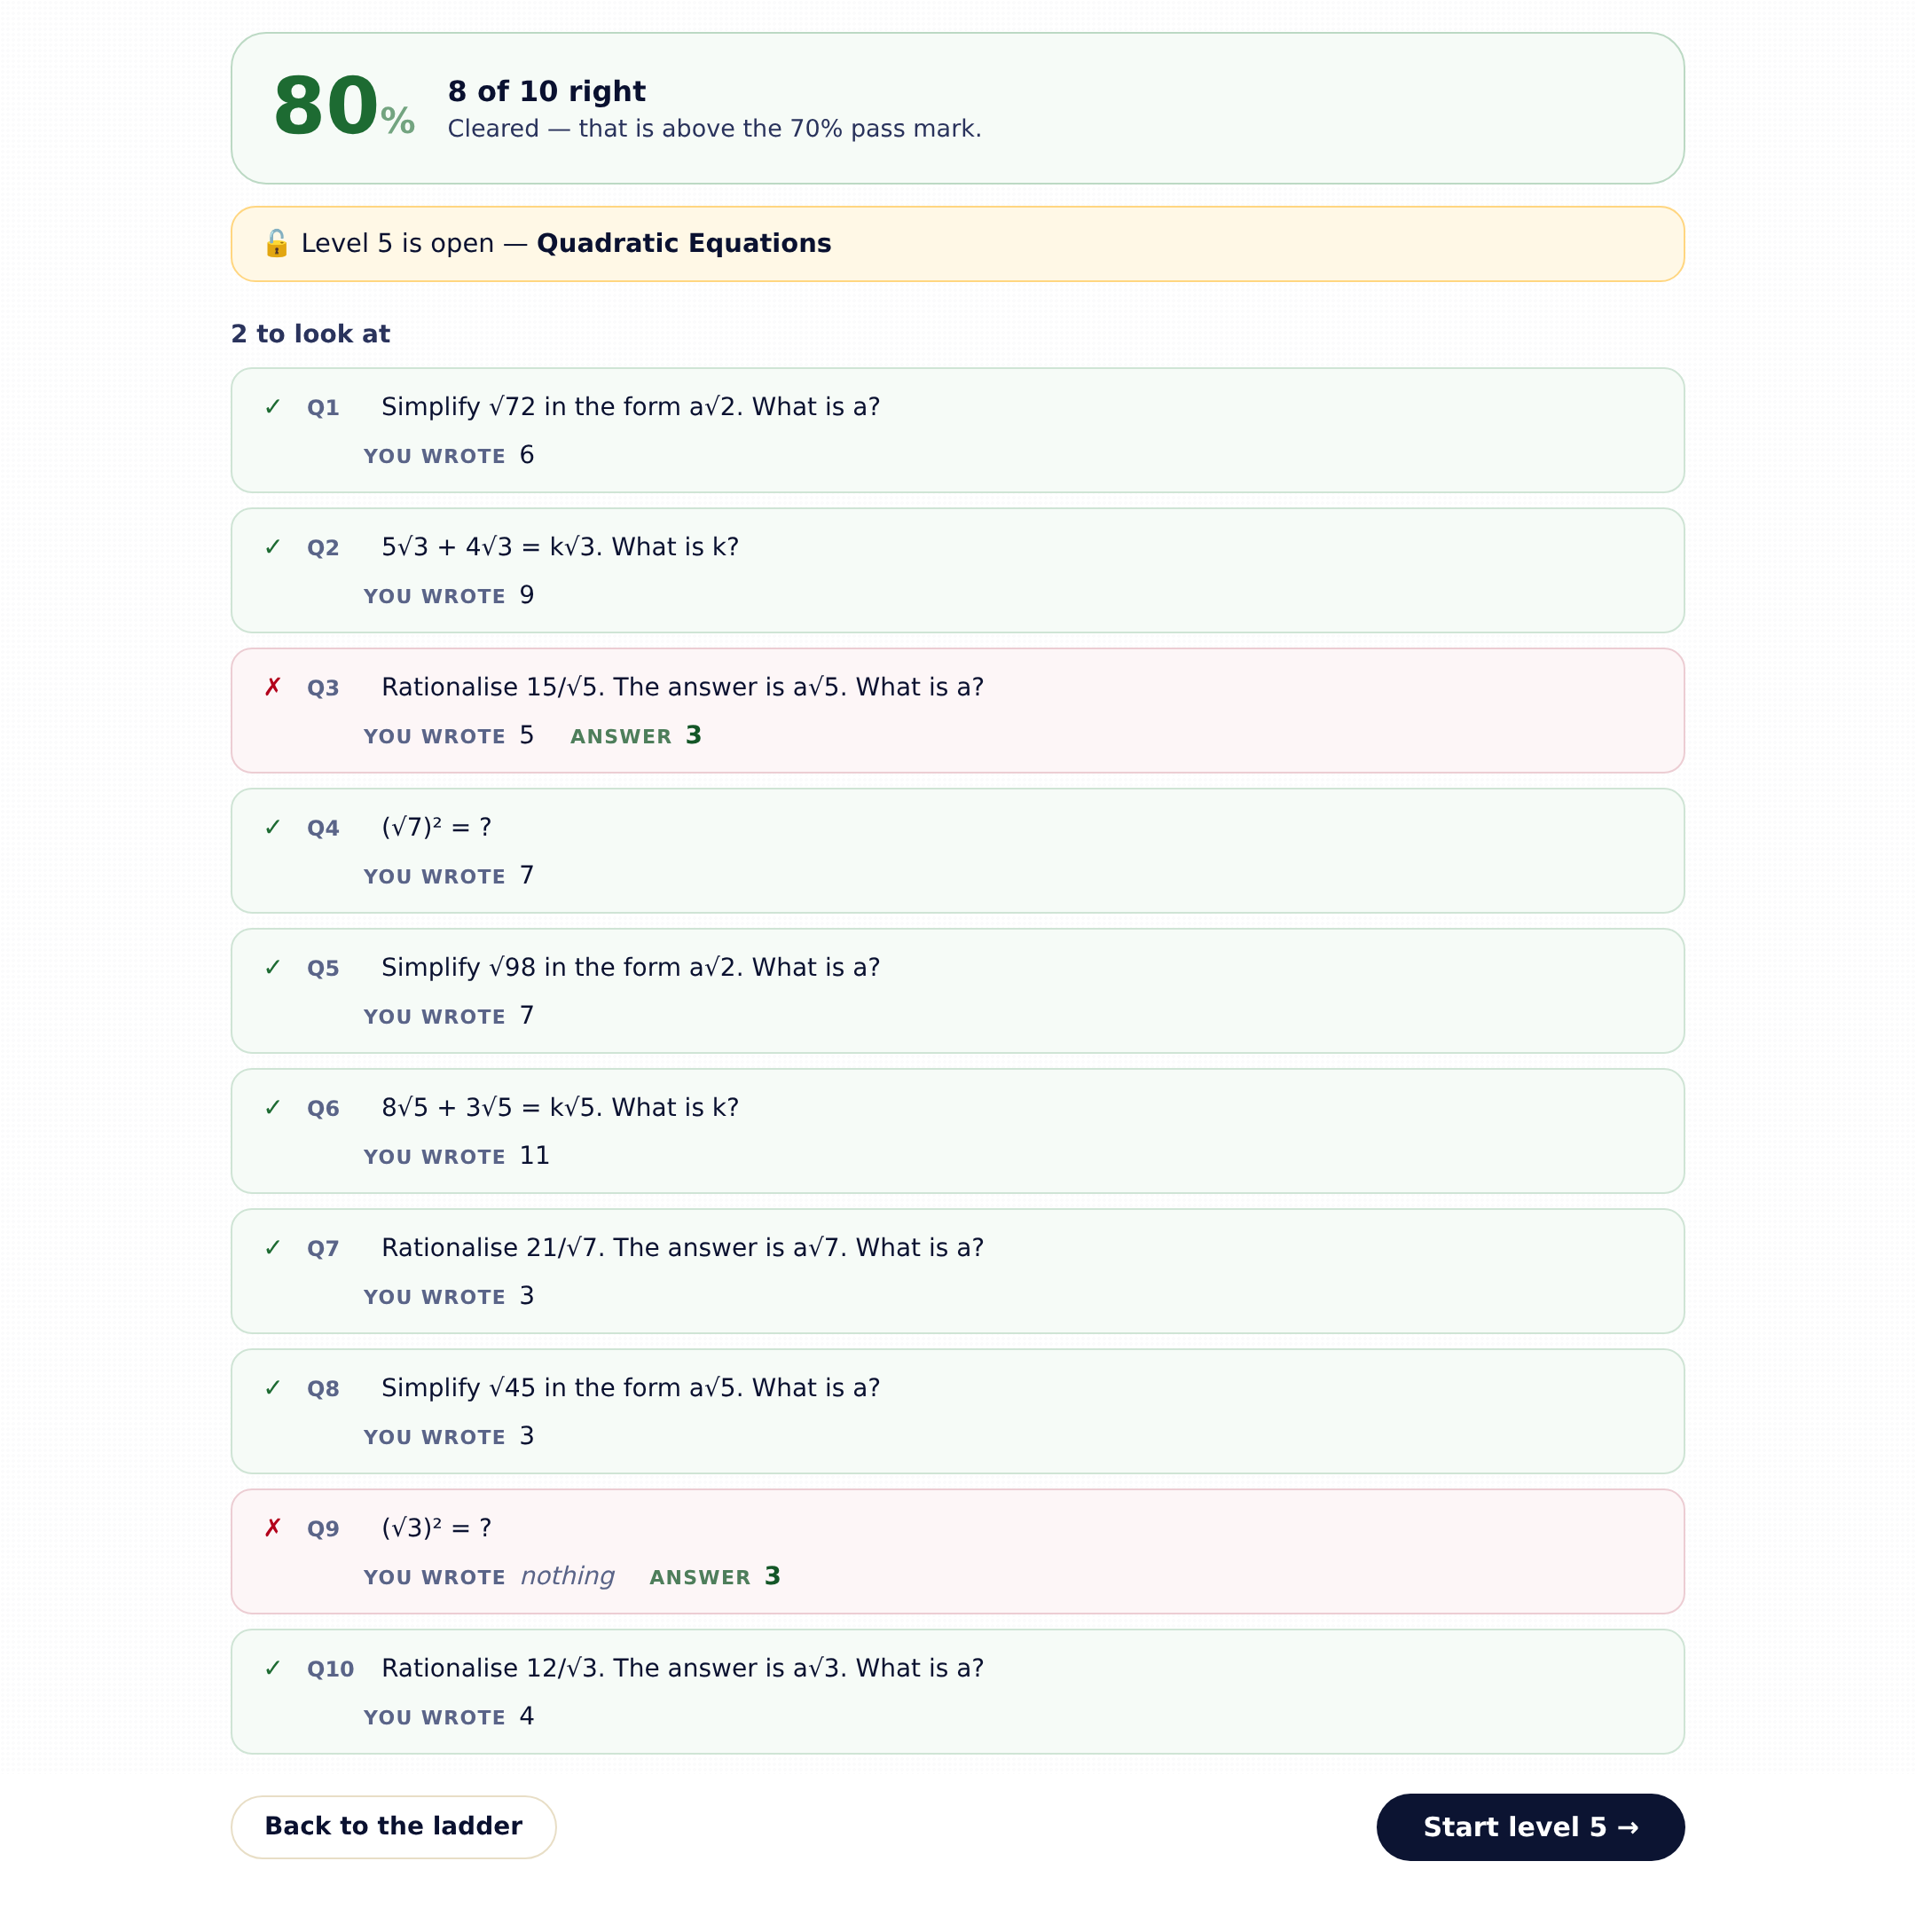 80%
8 of 10 right
Cleared — that is above the 70% pass mark.
🔓 Level 5 is open — Quadratic Equations
2 to look at
✓ Q1 Simplify √72 in the form a√2. What is a?
YOU WROTE 6
✓ Q2 5√3 + 4√3 = k√3. What is k?
YOU WROTE 9
✗ Q3 Rationalise 15/√5. The answer is a√5. What is a?
YOU WROTE 5 ANSWER 3
✓ Q4 (√7)² = ?
YOU WROTE 7
✓ Q5 Simplify √98 in the form a√2. What is a?
YOU WROTE 7
✓ Q6 8√5 + 3√5 = k√5. What is k?
YOU WROTE 11
✓ Q7 Rationalise 21/√7. The answer is a√7. What is a?
YOU WROTE 3
✓ Q8 Simplify √45 in the form a√5. What is a?
YOU WROTE 3
✗ Q9 (√3)² = ?
YOU WROTE nothing ANSWER 3
✓ Q10 Rationalise 12/√3. The answer is a√3. What is a?
YOU WROTE 4
Back to the ladder
Start level 5 →